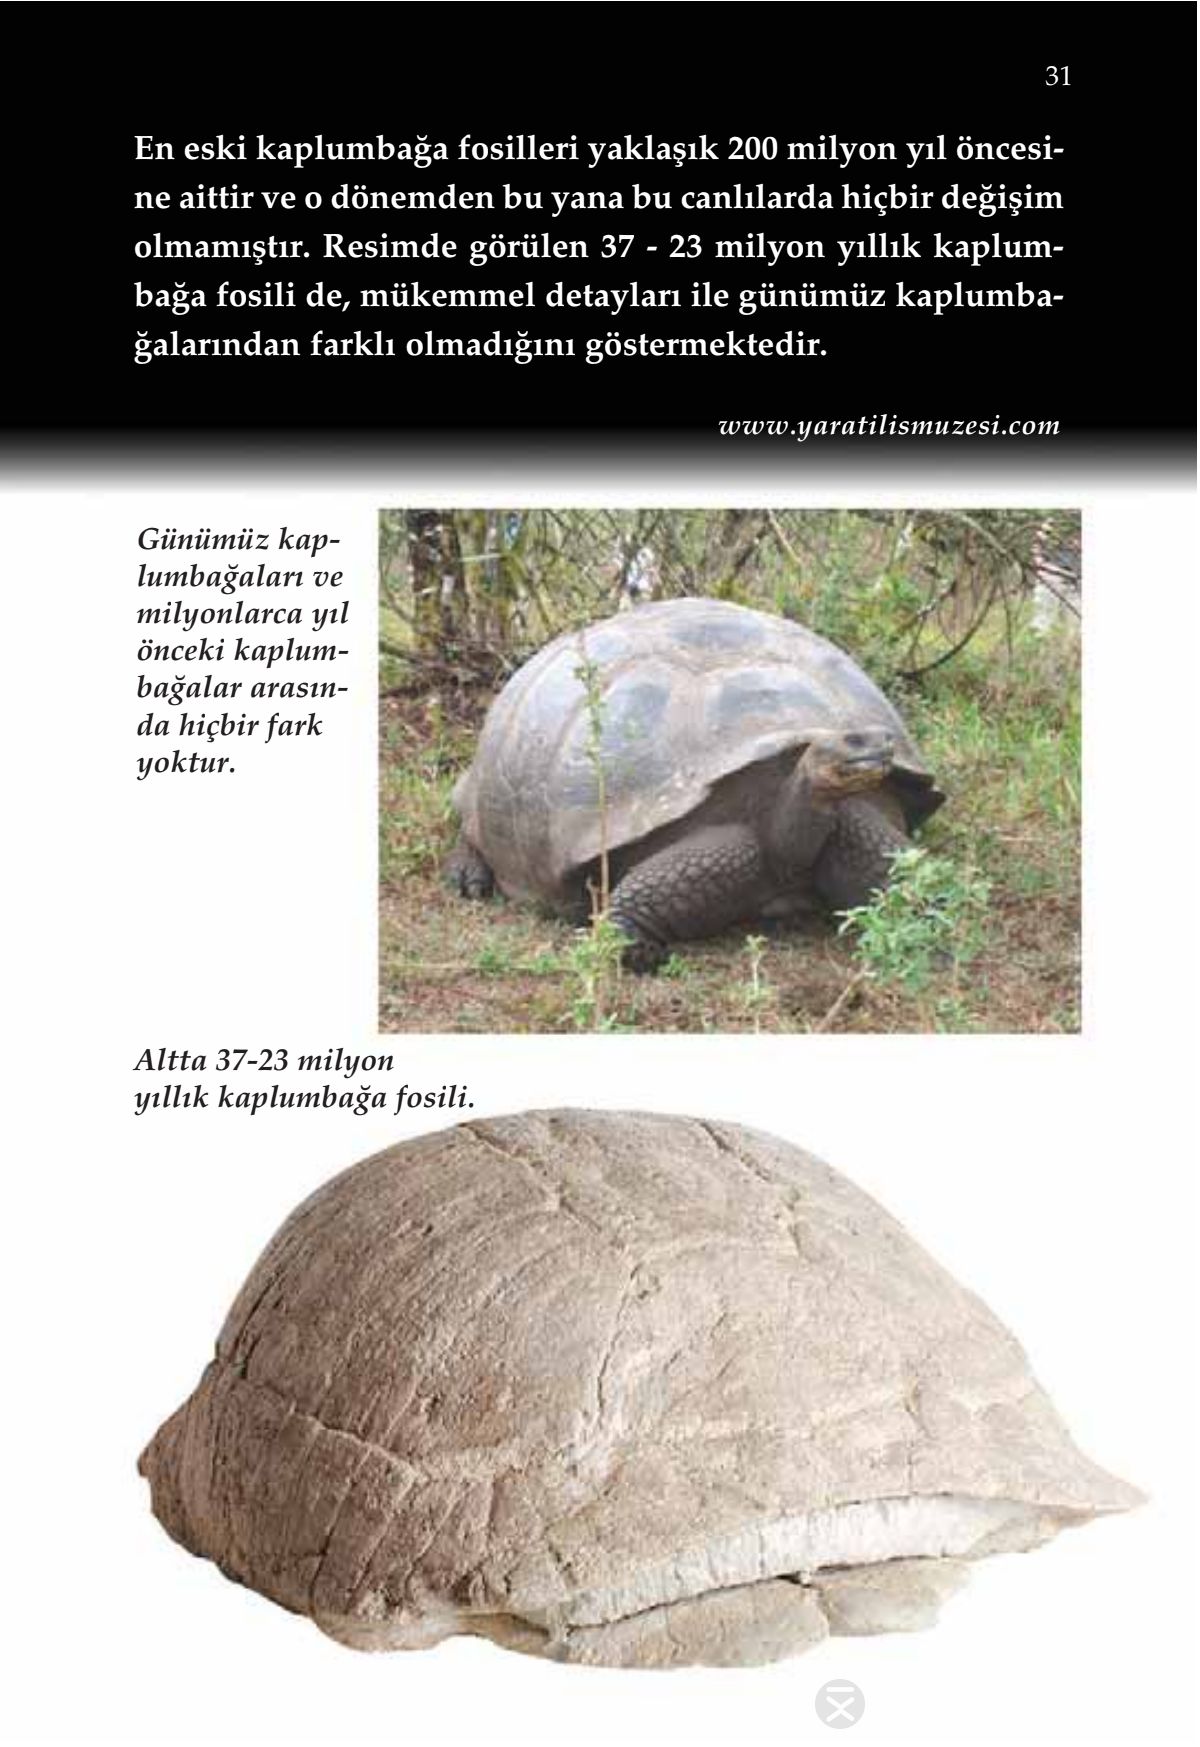 31
En eski kaplumbağa fosilleri yaklaşık 200 milyon yıl öncesi-
ne aittir ve o dönemden bu yana bu canlılarda hiçbir değişim
olmamıştır. Resimde görülen 37 - 23 milyon yıllık kaplum-
bağa fosili de, mükemmel detayları ile günümüz kaplumba-
ğalarından farklı olmadığını göstermektedir.
www.yaratilismuzesi.com
Günümüz kap-
lumbağaları ve
milyonlarca yıl
önceki kaplum-
bağalar arasın-
da hiçbir fark
yoktur.
Altta 37-23 milyon
yıllık kaplumbağa fosili.